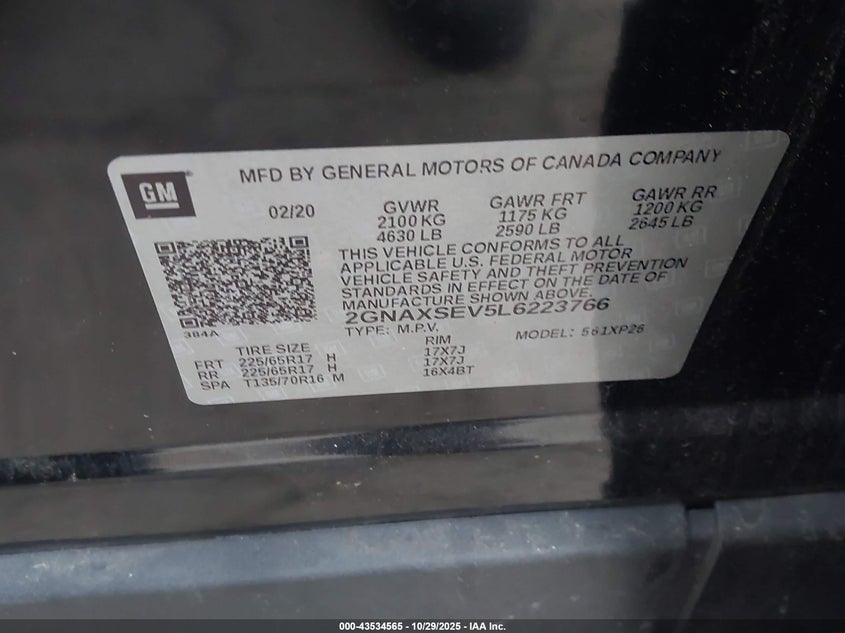 GM
MFD BY GENERAL MOTORS OF CANADA COMPANY
02/20
GVWR
2100 KG
4630 LB
GAWR FRT
1175 KG
2590 LB
GAWR RR
1200 KG
2645 LB
THIS VEHICLE CONFORMS TO ALL
APPLICABLE U.S. FEDERAL MOTOR
VEHICLE SAFETY AND THEFT PREVENTION
STANDARDS IN EFFECT ON THE DATE OF
MANUFACTURE SHOWN ABOVE.
2GNAXSEV5L6223766
384A
TYPE: M.P.V.
MODEL: 561XP26
TIRE SIZE
RIM
FRT 225/65R17 H 17X7J
RR 225/65R17 H 17X7J
SPA T135/70R16 M 16X4BT
000-43534565 - 10/29/2025 - IAA Inc.